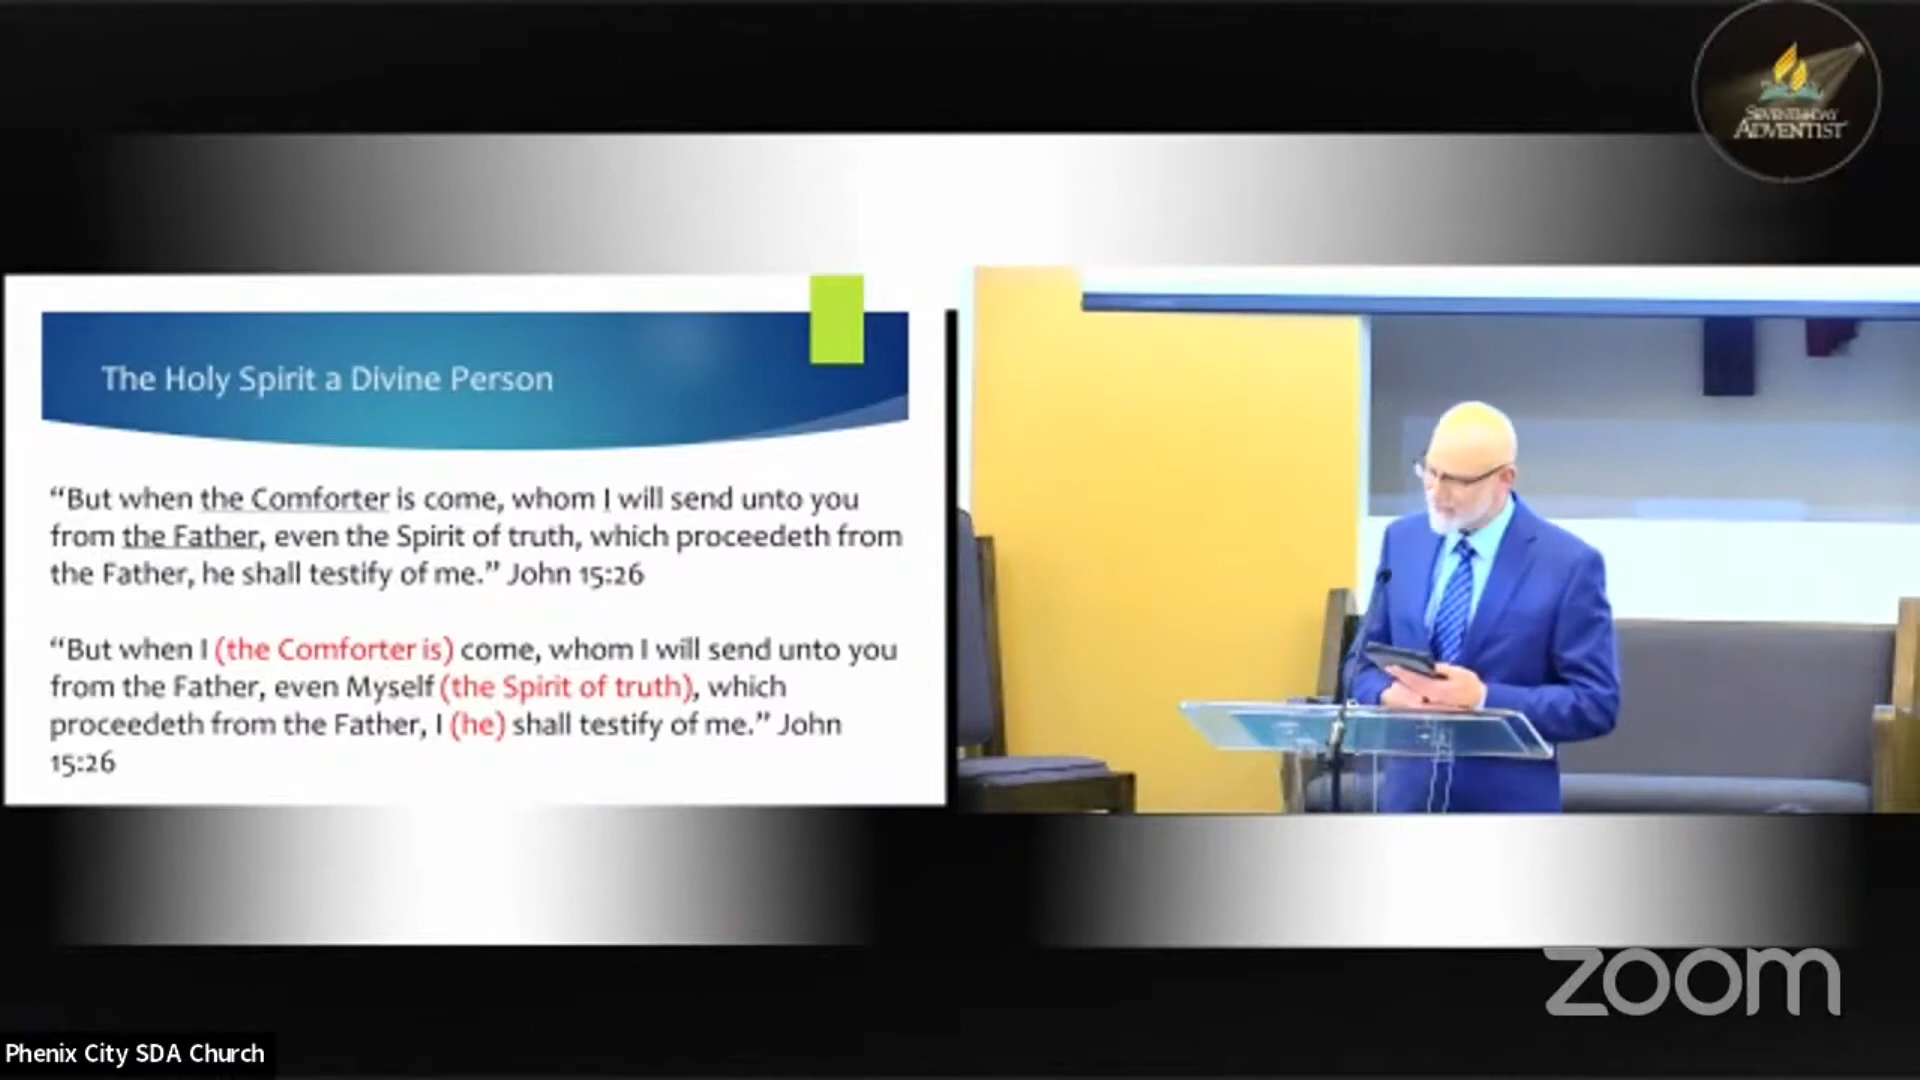 SEVENTH-DAY
ADVENTIST
The Holy Spirit a Divine Person
“But when the Comforter is come, whom I will send unto you
from the Father, even the Spirit of truth, which proceedeth from
the Father, he shall testify of me.” John 15:26
“But when I (the Comforter is) come, whom I will send unto you
from the Father, even Myself (the Spirit of truth), which
proceedeth from the Father, I (he) shall testify of me.” John
15:26
zoom
Phenix City SDA Church